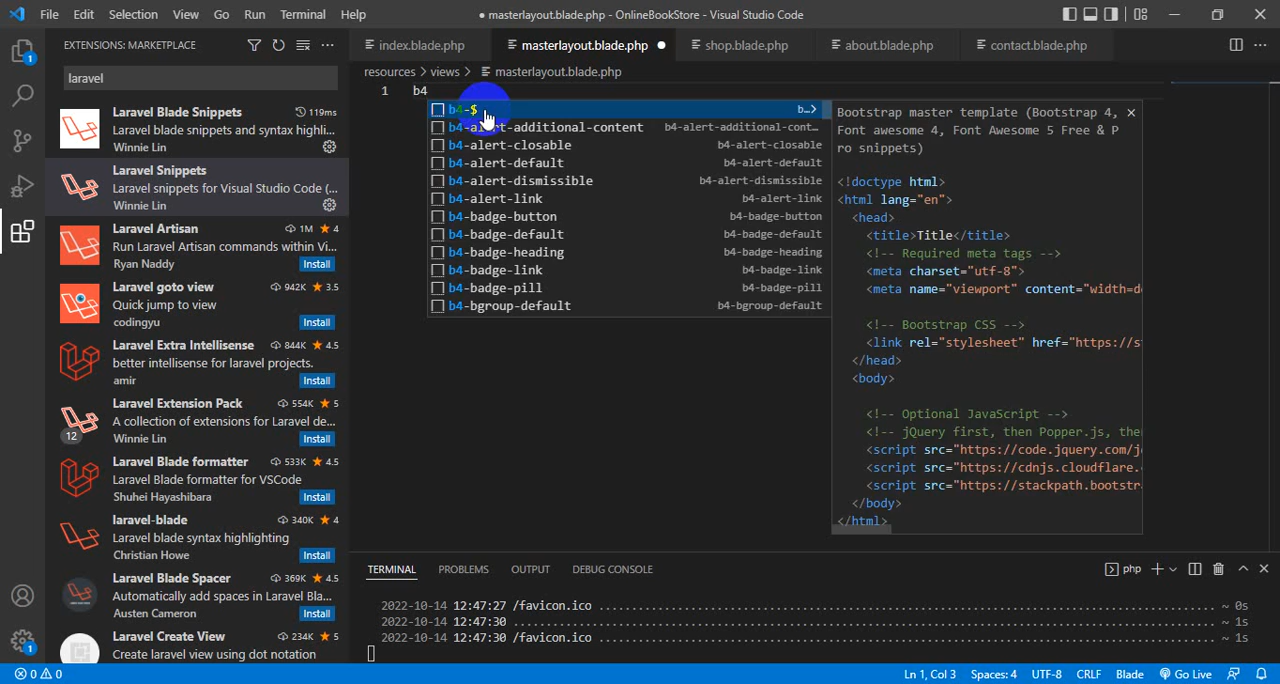 File Edit Selection View Go Run Terminal Help
● masterlayout.blade.php - OnlineBookStore - Visual Studio Code
EXTENSIONS: MARKETPLACE
laravel
Laravel Blade Snippets 119ms
Laravel blade snippets and syntax highli...
Winnie Lin
Laravel Snippets
Laravel snippets for Visual Studio Code (...
Winnie Lin
Laravel Artisan 1M ★ 4
Run Laravel Artisan commands within Vi...
Ryan Naddy Install
Laravel goto view 942K ★ 3.5
Quick jump to view
codingyu Install
Laravel Extra Intellisense 844K ★ 4.5
better intellisense for laravel projects.
amir Install
Laravel Extension Pack 554K ★ 5
A collection of extensions for Laravel de...
12 Winnie Lin Install
Laravel Blade formatter 533K ★ 4.5
Laravel Blade formatter for VSCode
Shuhei Hayashibara Install
laravel-blade 340K ★ 4
Laravel blade syntax highlighting
Christian Howe Install
Laravel Blade Spacer 369K ★ 4.5
Automatically add spaces in Laravel Bla...
Austen Cameron Install
Laravel Create View 234K ★ 5
Create laravel view using dot notation
index.blade.php masterlayout.blade.php ● shop.blade.php about.blade.php contact.blade.php
resources > views > masterlayout.blade.php
1 b4
b4-$ b…>
b4-alert-additional-content b4-alert-additional-cont…
b4-alert-closable b4-alert-closable
b4-alert-default b4-alert-default
b4-alert-dismissible b4-alert-dismissible
b4-alert-link b4-alert-link
b4-badge-button b4-badge-button
b4-badge-default b4-badge-default
b4-badge-heading b4-badge-heading
b4-badge-link b4-badge-link
b4-badge-pill b4-badge-pill
b4-bgroup-default b4-bgroup-default
Bootstrap master template (Bootstrap 4,
Font awesome 4, Font Awesome 5 Free & P
ro snippets)
<!doctype html>
<html lang="en">
<head>
<title>Title</title>
<!-- Required meta tags -->
<meta charset="utf-8">
<meta name="viewport" content="width=d
<!-- Bootstrap CSS -->
<link rel="stylesheet" href="https://s
</head>
<body>
<!-- Optional JavaScript -->
<!-- jQuery first, then Popper.js, the
<script src="https://code.jquery.com/j
<script src="https://cdnjs.cloudflare.
<script src="https://stackpath.bootstr
</body>
</html>
TERMINAL PROBLEMS OUTPUT DEBUG CONSOLE
php
2022-10-14 12:47:27 /favicon.ico ........................................ ~ 0s
2022-10-14 12:47:30 ........................................ ~ 1s
2022-10-14 12:47:30 /favicon.ico ........................................ ~ 1s
0 0 Ln 1, Col 3 Spaces: 4 UTF-8 CRLF Blade Go Live
1
1